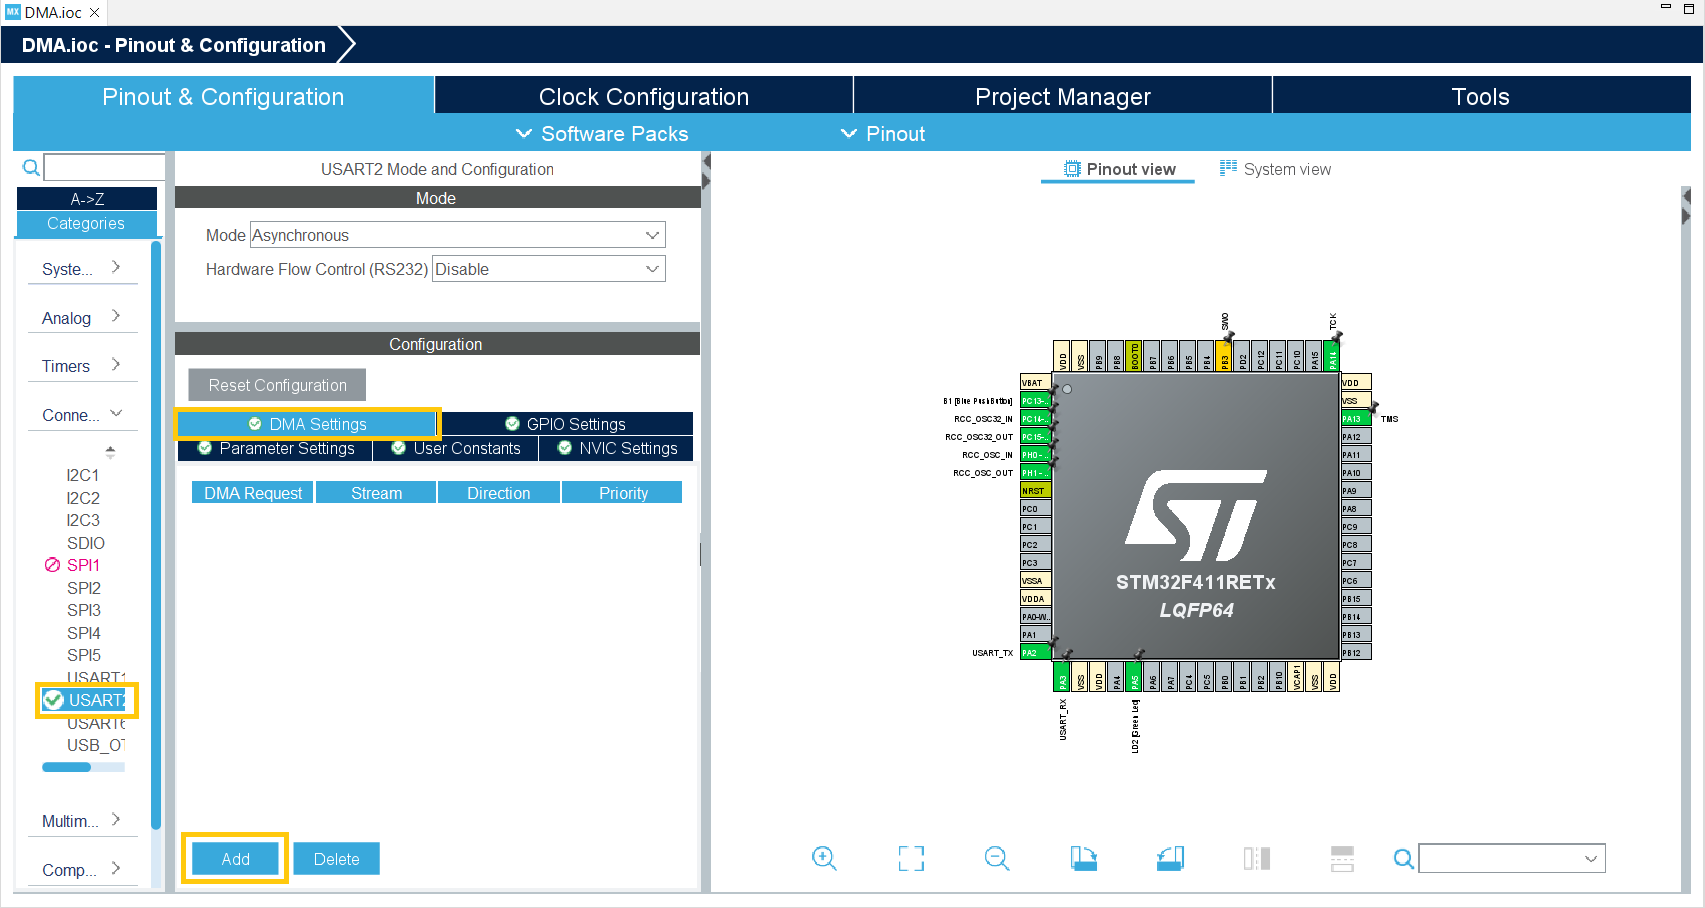 MX DMA.ioc
DMA.ioc - Pinout & Configuration
Pinout & Configuration
Clock Configuration
Project Manager
Tools
Software Packs
Pinout
A->Z
Categories
Syste...
Analog
Timers
Conne...
I2C1
I2C2
I2C3
SDIO
SPI1
SPI2
SPI3
SPI4
SPI5
USART1
USART2
USART6
USB_OT
Multim...
Comp...
USART2 Mode and Configuration
Mode
Mode Asynchronous
Hardware Flow Control (RS232) Disable
Configuration
Reset Configuration
DMA Settings
GPIO Settings
Parameter Settings
User Constants
NVIC Settings
DMA Request
Stream
Direction
Priority
Add
Delete
Pinout view
System view
SWO
TCK
VDD
VSS
PB9
PB8
BOOT0
PB7
PB6
PB5
PB4
PB3
PD2
PC12
PC11
PC10
PA15
PA14
B1 [Blue PushButton]
RCC_OSC32_IN
RCC_OSC32_OUT
RCC_OSC_IN
RCC_OSC_OUT
USART_TX
VBAT
PC13-..
PC14-..
PC15-..
PH0-..
PH1-..
NRST
PC0
PC1
PC2
PC3
VSSA
VDDA
PA0-W..
PA1
PA2
STM32F411RETx
LQFP64
VDD
VSS
PA13
TMS
PA12
PA11
PA10
PA9
PA8
PC9
PC8
PC7
PC6
PB15
PB14
PB13
PB12
PA3
VSS
VDD
PA4
PA5
PA6
PA7
PC4
PC5
PB0
PB1
PB2
PB10
VCAP1
VSS
VDD
USART_RX
LD2 [Green Led]